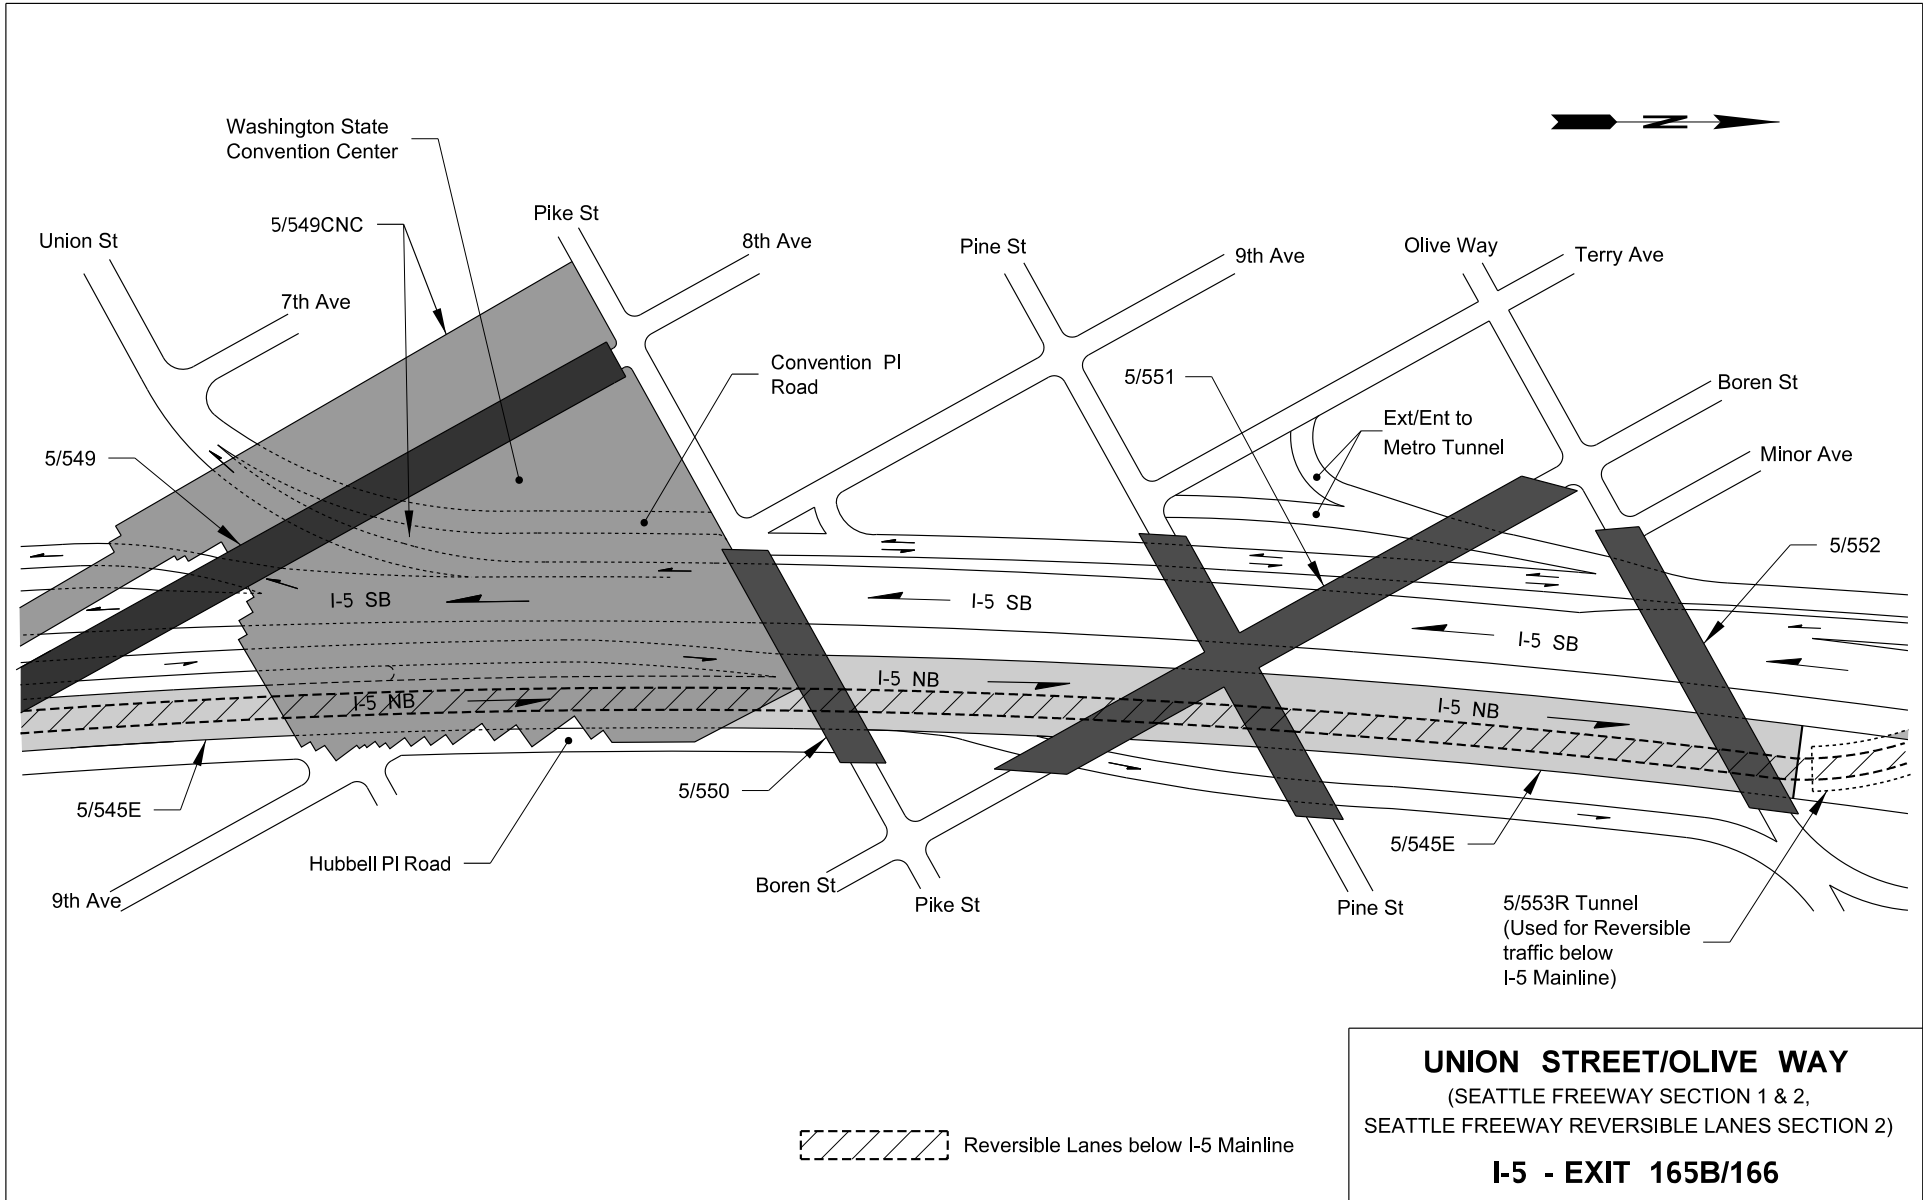 N
Washington State
Convention Center
5/549CNC
Pike St
Union St
8th Ave
Pine St
9th Ave
Olive Way
Terry Ave
7th Ave
Convention Pl
Road
5/551
Boren St
Ext/Ent to
Metro Tunnel
5/549
Minor Ave
5/552
I-5 SB
I-5 SB
I-5 SB
I-5 NB
I-5 NB
I-5 NB
5/545E
5/550
5/545E
Hubbell Pl Road
9th Ave
Boren St
Pike St
Pine St
5/553R Tunnel
(Used for Reversible
traffic below
I-5 Mainline)
Reversible Lanes below I-5 Mainline
UNION STREET/OLIVE WAY
(SEATTLE FREEWAY SECTION 1 & 2,
SEATTLE FREEWAY REVERSIBLE LANES SECTION 2)
I-5 - EXIT 165B/166